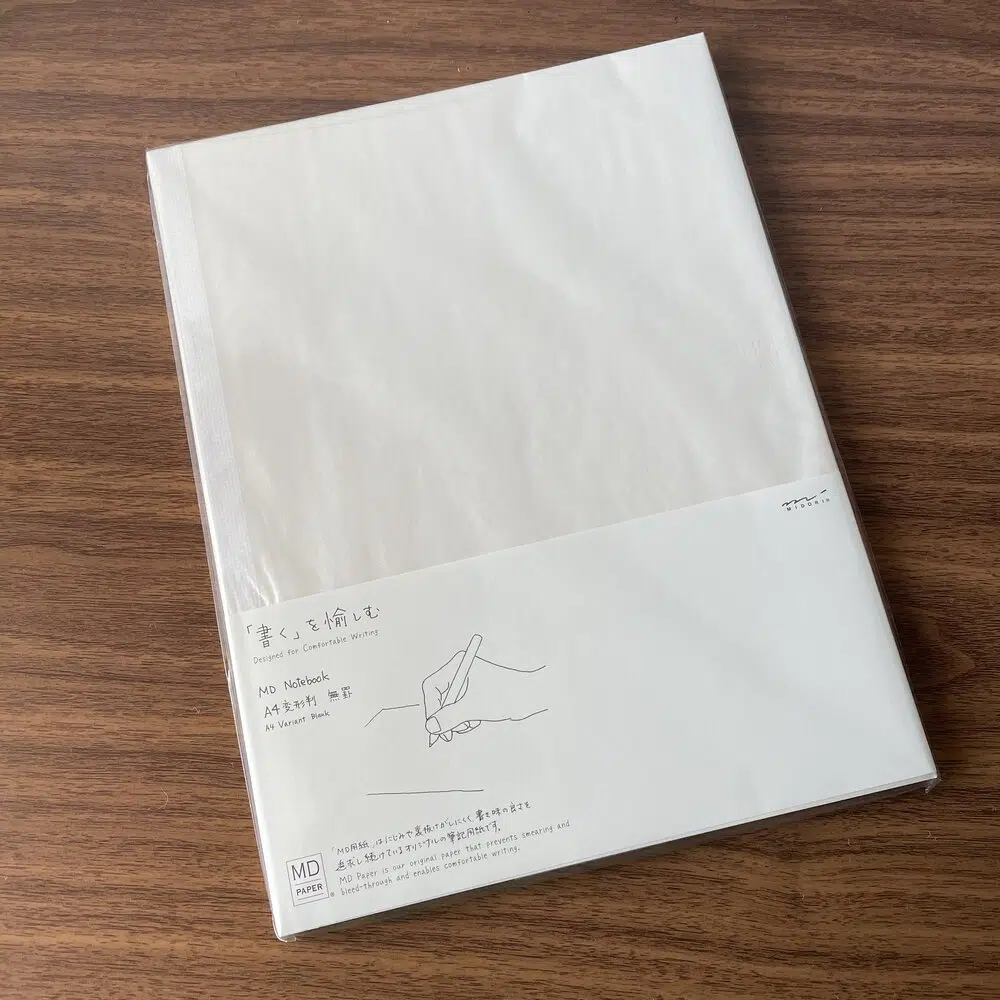 MIDORI®
「書く」を愉しむ
Designed for Comfortable Writing
MD Notebook
A4変形判 無罫
A4 Variant Blank
「MD用紙」はにじみや裏抜けがしにくく、書き味の良さを
追求し続けているオリジナルの筆記用紙です。
MD Paper is our original paper that prevents smearing and
bleed-through and enables comfortable writing.
MD
PAPER®